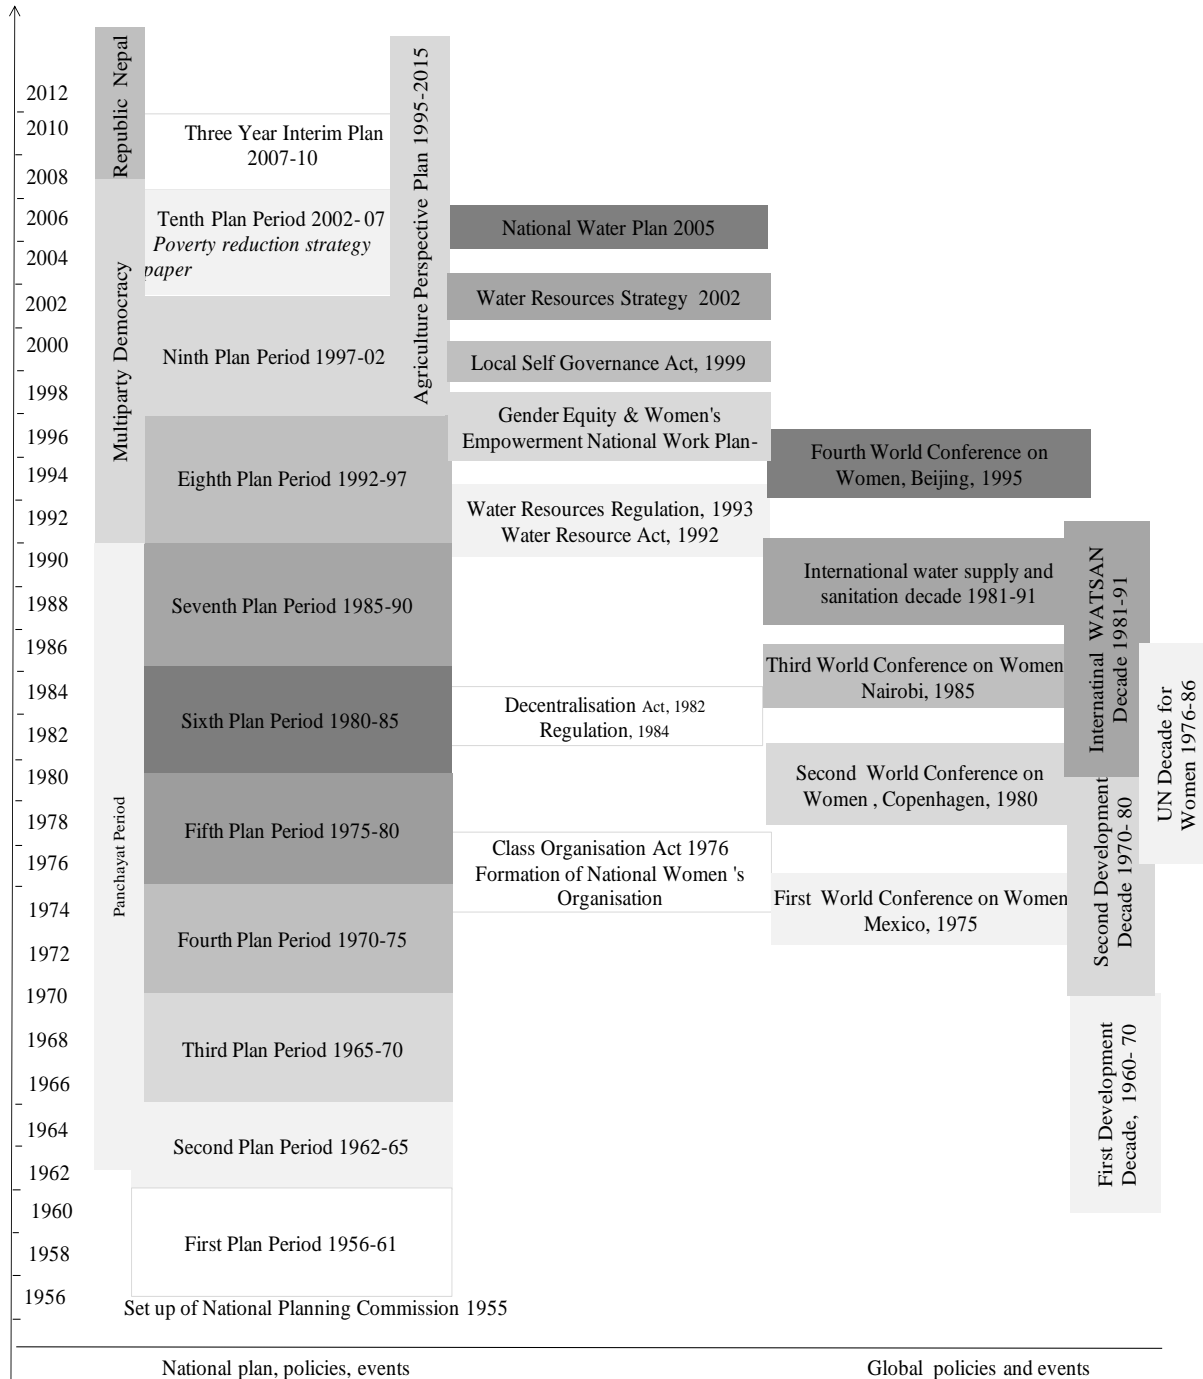 2012
2010
2008
2006
2004
2002
2000
1998
1996
1994
1992
1990
1988
1986
1984
1982
1980
1978
1976
1974
1972
1970
1968
1966
1964
1962
1960
1958
1956
Republic Nepal
Multiparty Democracy
Panchayat Period
Three Year Interim Plan
2007-10
Tenth Plan Period 2002-07
Poverty reduction strategy
paper
Ninth Plan Period 1997-02
Eighth Plan Period 1992-97
Seventh Plan Period 1985-90
Sixth Plan Period 1980-85
Fifth Plan Period 1975-80
Fourth Plan Period 1970-75
Third Plan Period 1965-70
Second Plan Period 1962-65
First Plan Period 1956-61
Set up of National Planning Commission 1955
Agriculture Perspective Plan 1995-2015
National Water Plan 2005
Water Resources Strategy 2002
Local Self Governance Act, 1999
Gender Equity & Women's
Empowerment National Work Plan-
Water Resources Regulation, 1993
Water Resource Act, 1992
Decentralisation Act, 1982
Regulation, 1984
Class Organisation Act 1976
Formation of National Women 's
Organisation
Fourth World Conference on
Women, Beijing, 1995
International water supply and
sanitation decade 1981-91
Third World Conference on Women
Nairobi, 1985
Second World Conference on
Women , Copenhagen, 1980
First World Conference on Women
Mexico, 1975
Internatinal WATSAN
Decade 1981-91
Second Development
Decade 1970- 80
First Development
Decade, 1960- 70
UN Decade for
Women 1976-86
National plan, policies, events
Global policies and events